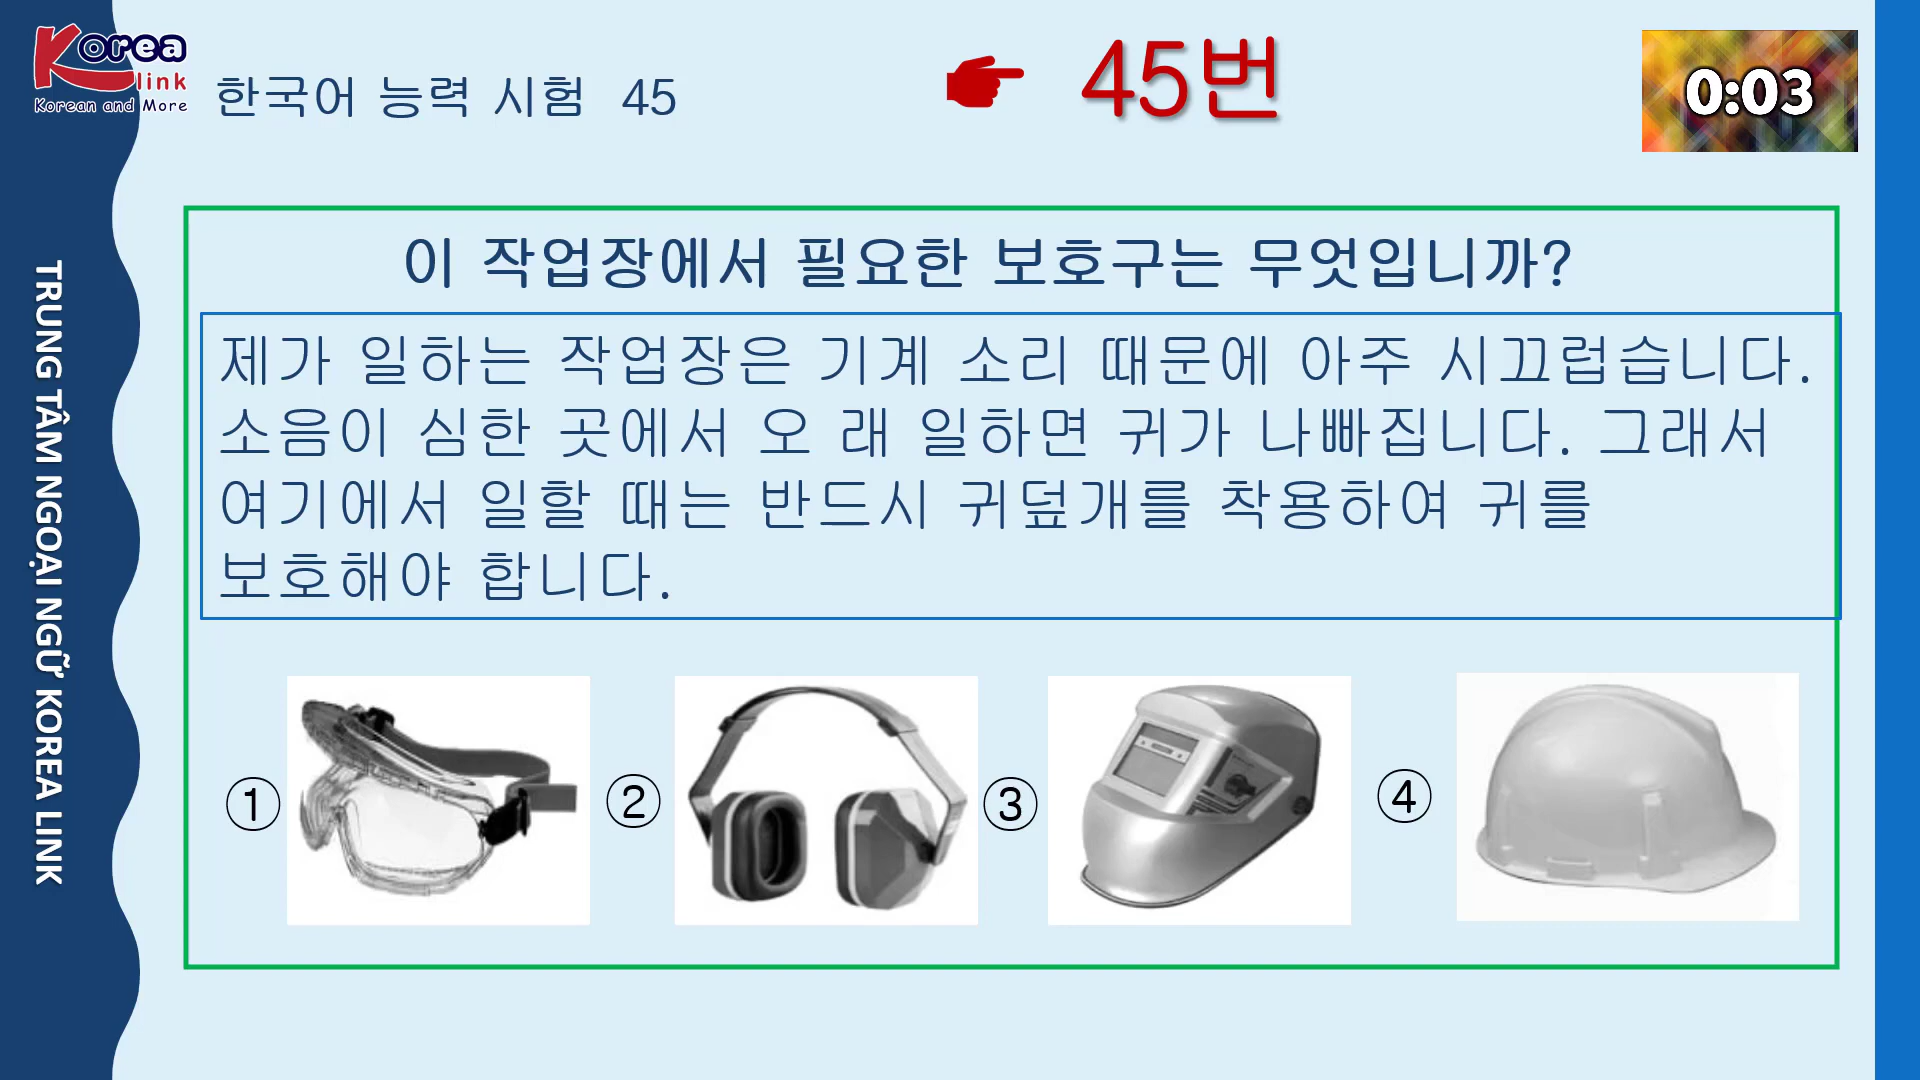 Korea
link
Korean and More
한국어 능력 시험 45
45번
0:03
TRUNG TÂM NGOẠI NGỮ KOREA LINK
이 작업장에서 필요한 보호구는 무엇입니까?
제가 일하는 작업장은 기계 소리 때문에 아주 시끄럽습니다.
소음이 심한 곳에서 오 래 일하면 귀가 나빠집니다. 그래서
여기에서 일할 때는 반드시 귀덮개를 착용하여 귀를
보호해야 합니다.
① ② ③ ④